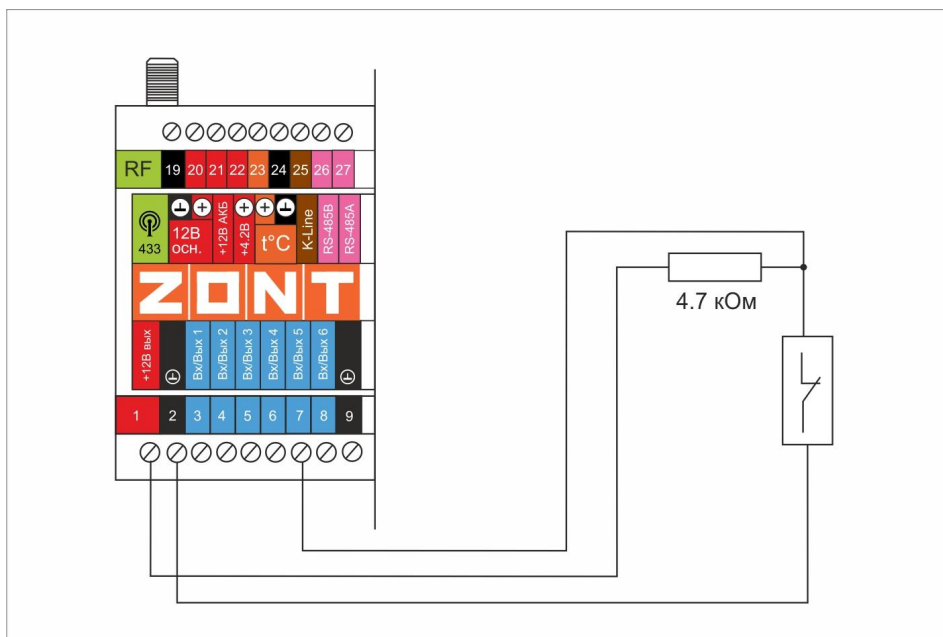 RF 19 20 21 22 23 24 25 26 27
433
12В
осн.
+12В АКБ
+4.2В
t°C
K-Line
RS-485B
RS-485A
ZONT
+12В вых
Вх/Вых 1
Вх/Вых 2
Вх/Вых 3
Вх/Вых 4
Вх/Вых 5
Вх/Вых 6
1 2 3 4 5 6 7 8 9
4.7 кОм